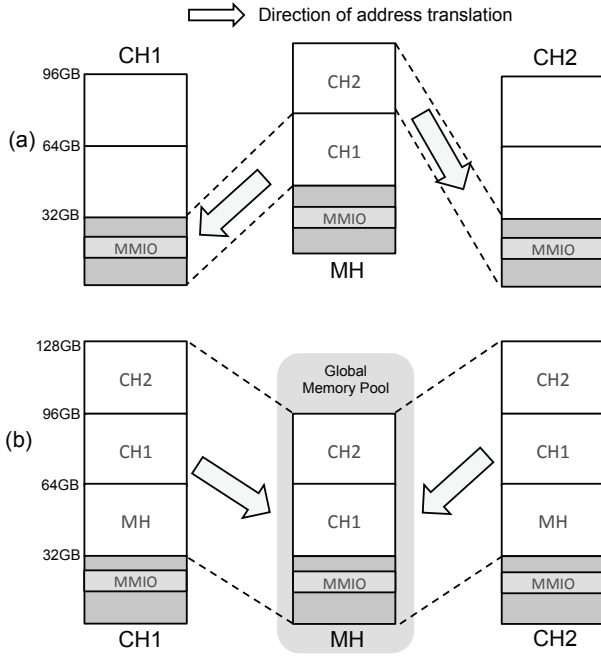 Direction of address translation
CH1
CH2
96GB
CH2
(a)
64GB
CH1
32GB
MMIO
MMIO
MMIO
MH
128GB
CH2
Global
Memory Pool
CH2
96GB
(b)
CH1
CH2
CH1
64GB
MH
CH1
MH
32GB
MMIO
MMIO
MMIO
CH1
MH
CH2